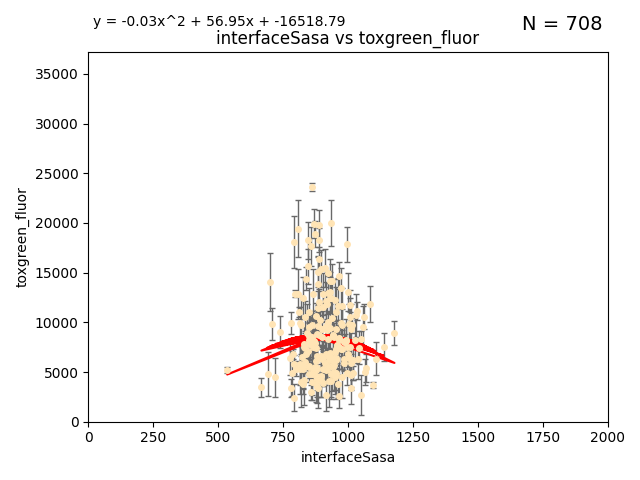 y = -0.03x^2 + 56.95x + -16518.79
N = 708
interfaceSasa vs toxgreen_fluor
35000
30000
25000
20000
15000
10000
5000
0
toxgreen_fluor
0 250 500 750 1000 1250 1500 1750 2000
interfaceSasa